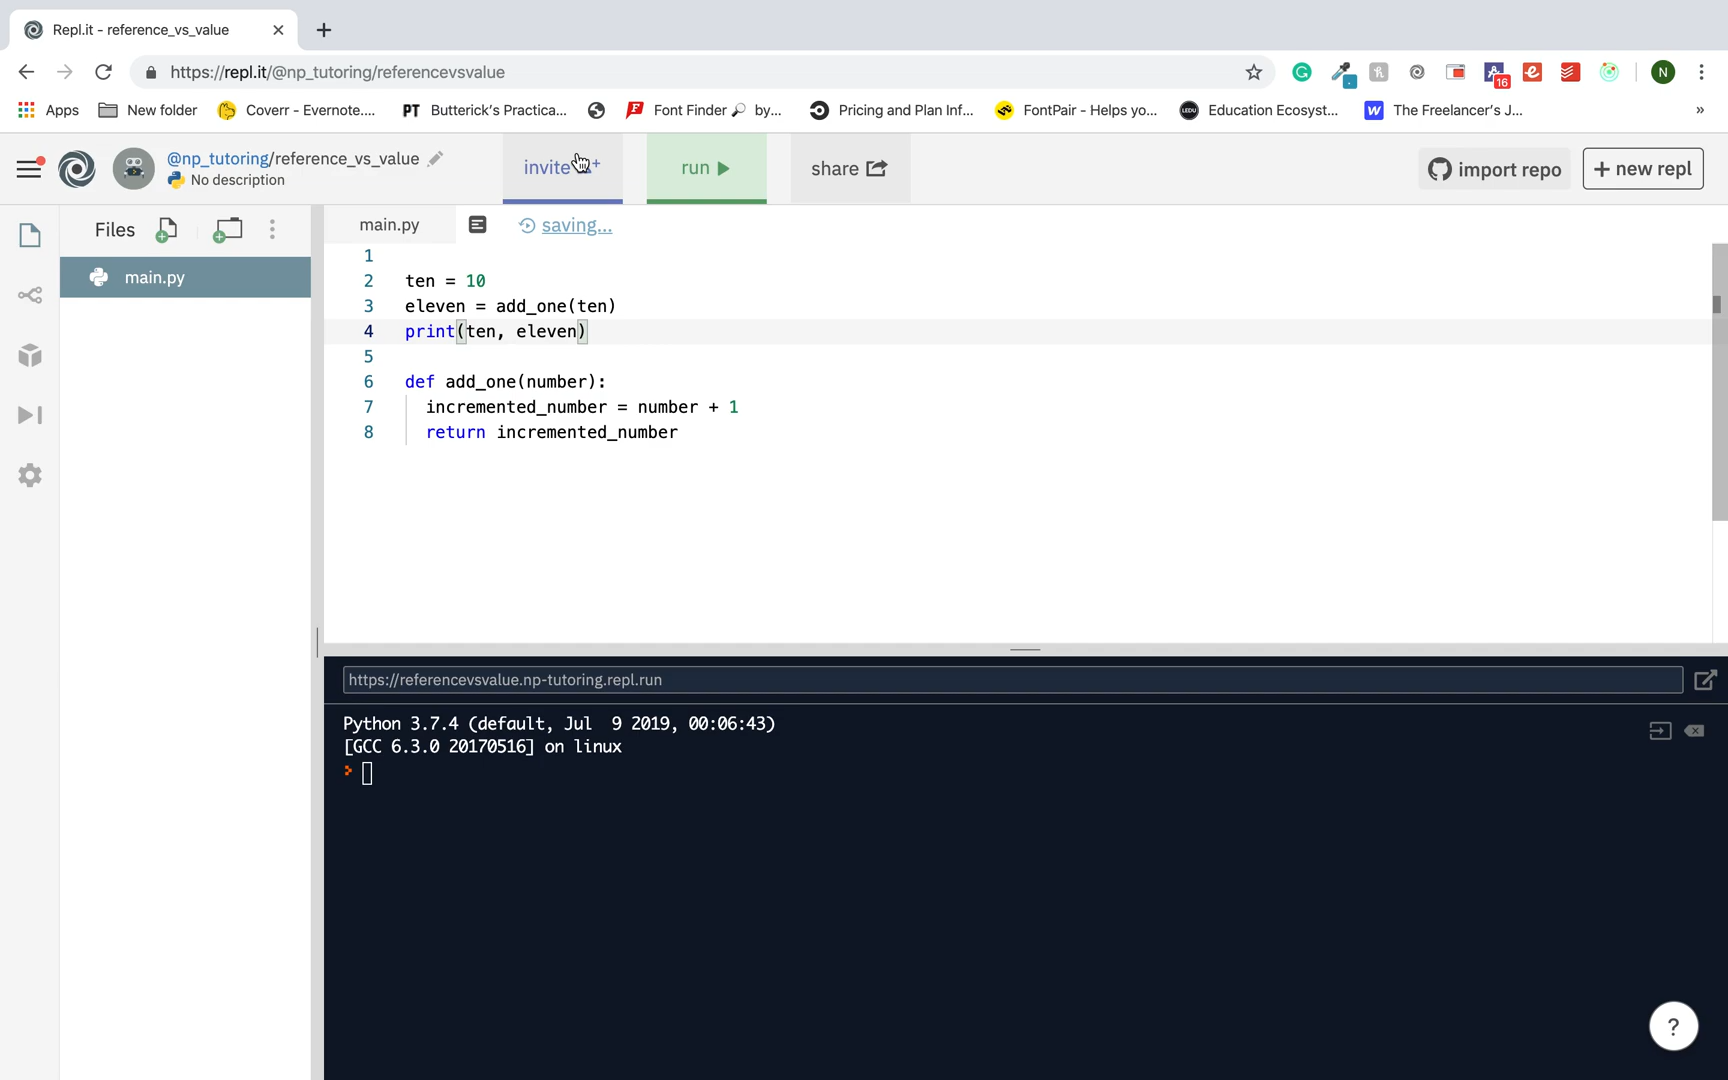 Repl.it - reference_vs_value
https://repl.it/@np_tutoring/referencevsvalue
16
N
Apps New folder Coverr - Evernote.... PT Butterick's Practica... Font Finder by... Pricing and Plan Inf... FontPair - Helps yo... LEDU Education Ecosyst... W The Freelancer's J... »
@np_tutoring/reference_vs_value
No description
invite
run
share
import repo
+ new repl
Files
main.py
main.py
saving...
1
2 ten = 10
3 eleven = add_one(ten)
4 print(ten, eleven)
5
6 def add_one(number):
7 incremented_number = number + 1
8 return incremented_number
https://referencevsvalue.np-tutoring.repl.run
Python 3.7.4 (default, Jul  9 2019, 00:06:43)
[GCC 6.3.0 20170516] on linux
?